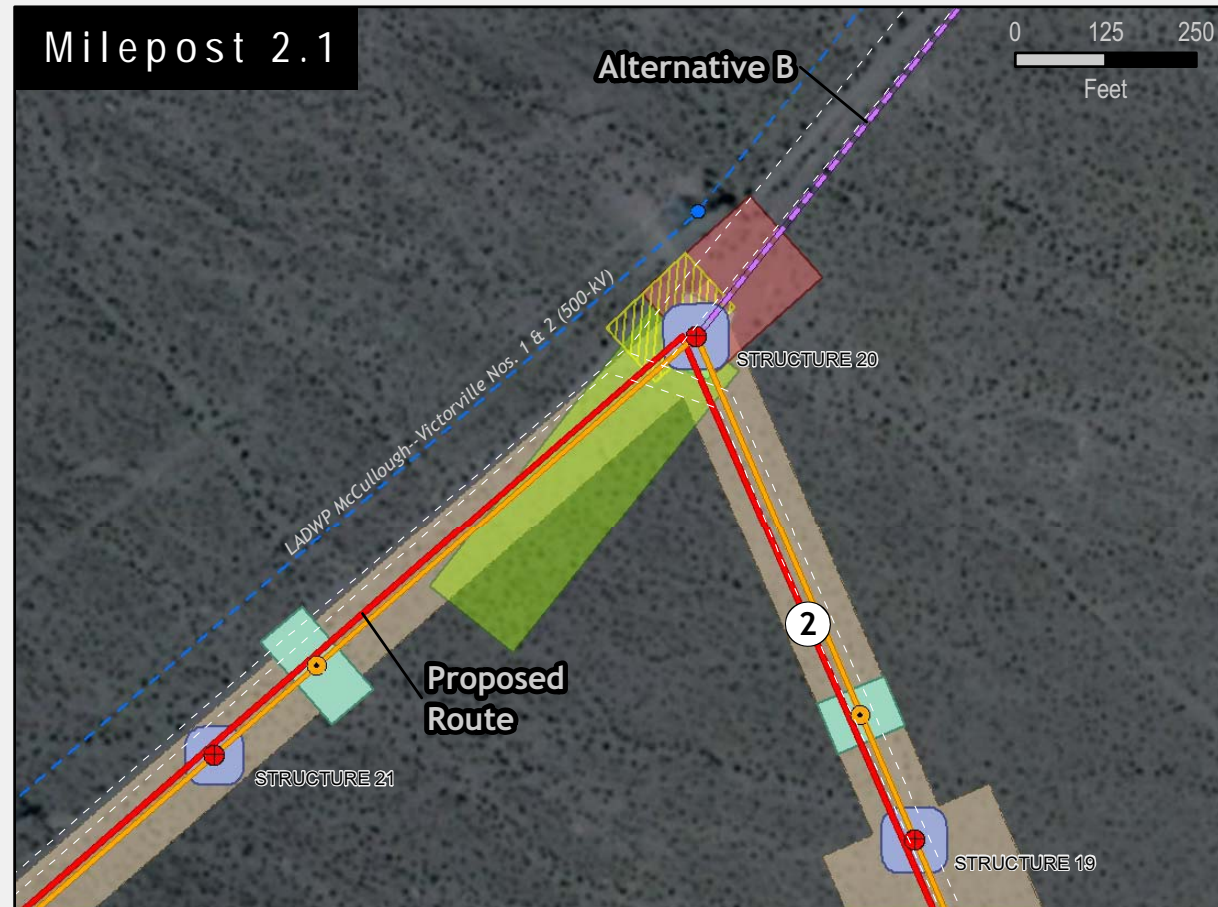 Milepost 2.1
0 125 250
Feet
Alternative B
LADWP McCullough--Victorville Nos. 1 & 2 (500-kV)
STRUCTURE 20
2
Proposed
Route
STRUCTURE 21
STRUCTURE 19